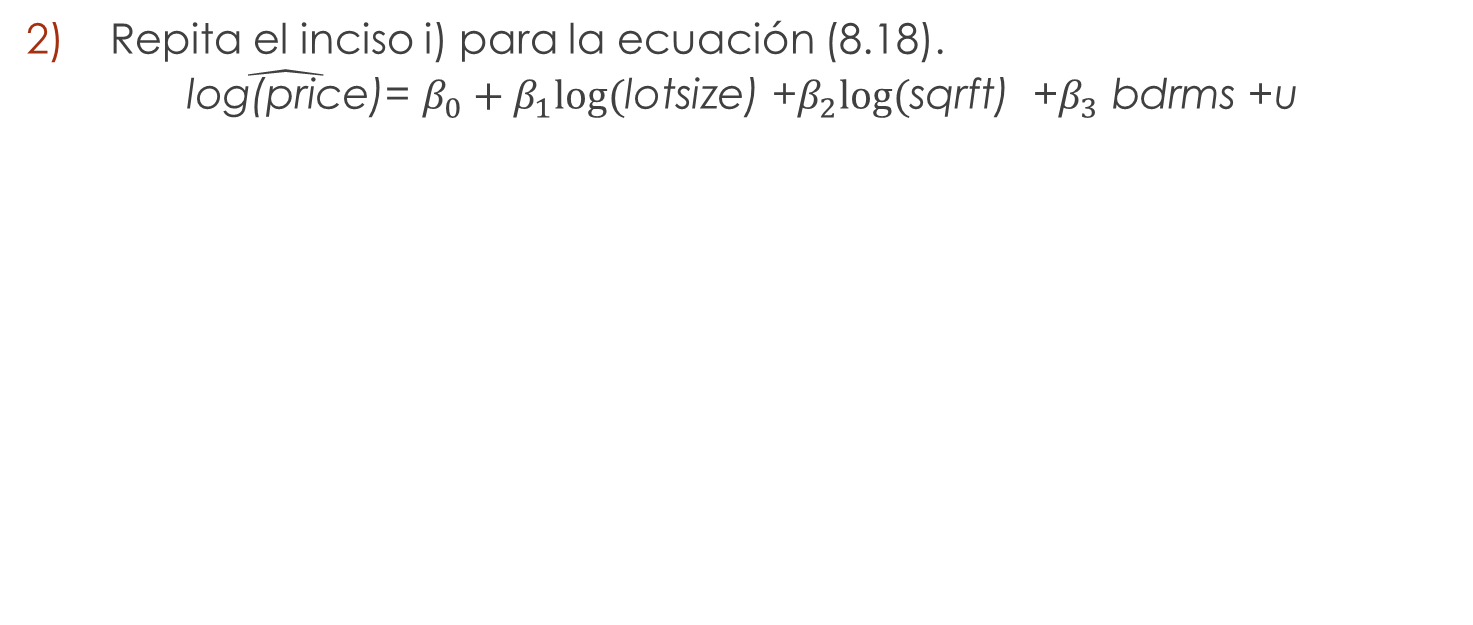 2) Repita el inciso i) para la ecuación (8.18).
log(price)^= β₀ + β₁log(lotsize) +β₂log(sqrft) +β₃ bdrms +u